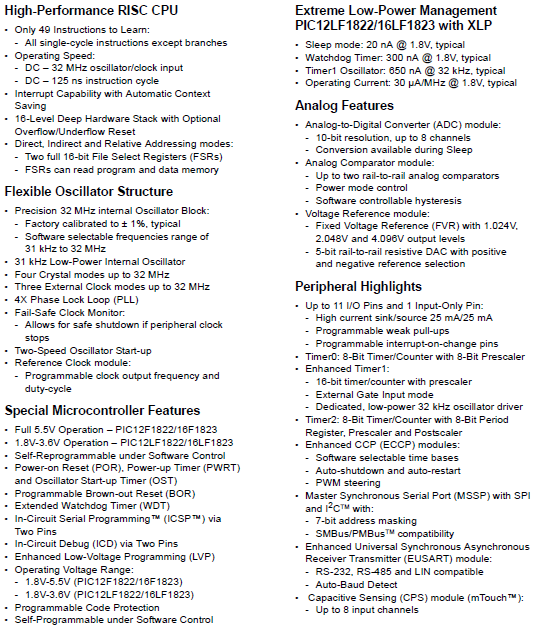 High-Performance RISC CPU
• Only 49 Instructions to Learn:
- All single-cycle instructions except branches
• Operating Speed:
- DC – 32 MHz oscillator/clock input
- DC – 125 ns instruction cycle
• Interrupt Capability with Automatic Context
Saving
• 16-Level Deep Hardware Stack with Optional
Overflow/Underflow Reset
• Direct, Indirect and Relative Addressing modes:
- Two full 16-bit File Select Registers (FSRs)
- FSRs can read program and data memory
Flexible Oscillator Structure
• Precision 32 MHz internal Oscillator Block:
- Factory calibrated to ± 1%, typical
- Software selectable frequencies range of
31 kHz to 32 MHz
• 31 kHz Low-Power Internal Oscillator
• Four Crystal modes up to 32 MHz
• Three External Clock modes up to 32 MHz
• 4X Phase Lock Loop (PLL)
• Fail-Safe Clock Monitor:
- Allows for safe shutdown if peripheral clock
stops
• Two-Speed Oscillator Start-up
• Reference Clock module:
- Programmable clock output frequency and
duty-cycle
Special Microcontroller Features
• Full 5.5V Operation – PIC12F1822/16F1823
• 1.8V-3.6V Operation – PIC12LF1822/16LF1823
• Self-Reprogrammable under Software Control
• Power-on Reset (POR), Power-up Timer (PWRT)
and Oscillator Start-up Timer (OST)
• Programmable Brown-out Reset (BOR)
• Extended Watchdog Timer (WDT)
• In-Circuit Serial Programming™ (ICSP™) via
Two Pins
• In-Circuit Debug (ICD) via Two Pins
• Enhanced Low-Voltage Programming (LVP)
• Operating Voltage Range:
- 1.8V-5.5V (PIC12F1822/16F1823)
- 1.8V-3.6V (PIC12LF1822/16LF1823)
• Programmable Code Protection
• Self-Programmable under Software Control
Extreme Low-Power Management
PIC12LF1822/16LF1823 with XLP
• Sleep mode: 20 nA @ 1.8V, typical
• Watchdog Timer: 300 nA @ 1.8V, typical
• Timer1 Oscillator: 650 nA @ 32 kHz, typical
• Operating Current: 30 µA/MHz @ 1.8V, typical
Analog Features
• Analog-to-Digital Converter (ADC) module:
- 10-bit resolution, up to 8 channels
- Conversion available during Sleep
• Analog Comparator module:
- Up to two rail-to-rail analog comparators
- Power mode control
- Software controllable hysteresis
• Voltage Reference module:
- Fixed Voltage Reference (FVR) with 1.024V,
2.048V and 4.096V output levels
- 5-bit rail-to-rail resistive DAC with positive
and negative reference selection
Peripheral Highlights
• Up to 11 I/O Pins and 1 Input-Only Pin:
- High current sink/source 25 mA/25 mA
- Programmable weak pull-ups
- Programmable interrupt-on-change pins
• Timer0: 8-Bit Timer/Counter with 8-Bit Prescaler
• Enhanced Timer1:
- 16-bit timer/counter with prescaler
- External Gate Input mode
- Dedicated, low-power 32 kHz oscillator driver
• Timer2: 8-Bit Timer/Counter with 8-Bit Period
Register, Prescaler and Postscaler
• Enhanced CCP (ECCP) modules:
- Software selectable time bases
- Auto-shutdown and auto-restart
- PWM steering
• Master Synchronous Serial Port (MSSP) with SPI
and I²C™ with:
- 7-bit address masking
- SMBus/PMBus™ compatibility
• Enhanced Universal Synchronous Asynchronous
Receiver Transmitter (EUSART) module:
- RS-232, RS-485 and LIN compatible
- Auto-Baud Detect
• Capacitive Sensing (CPS) module (mTouch™):
- Up to 8 input channels